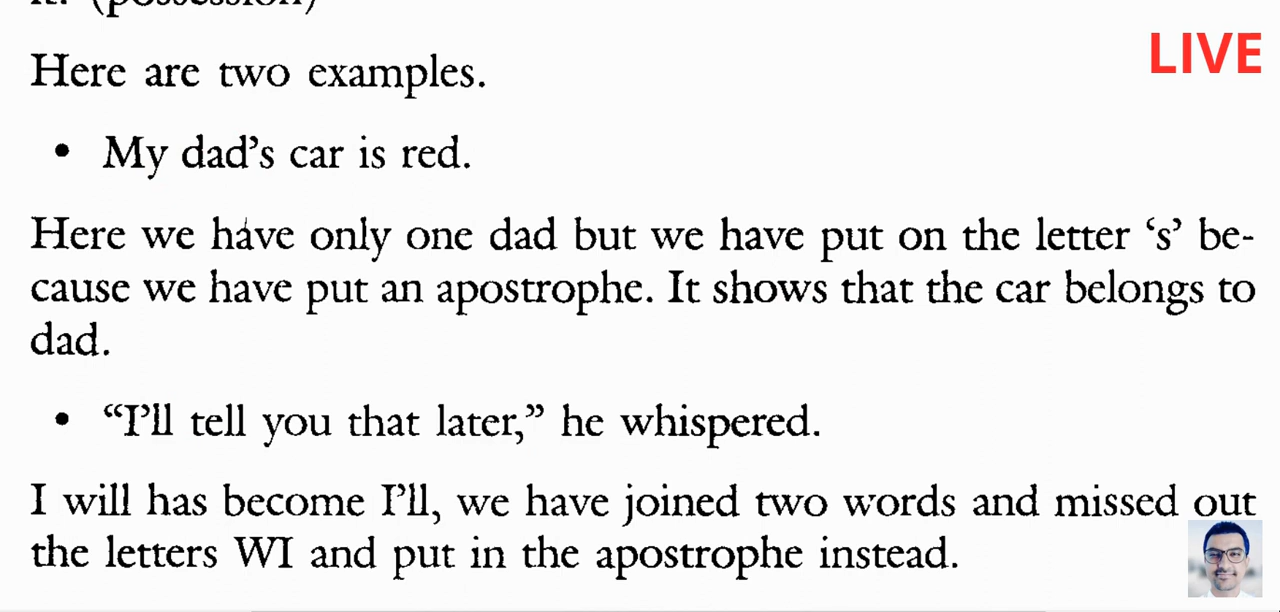 it. (possession)
LIVE
Here are two examples.
• My dad’s car is red.
Here we have only one dad but we have put on the letter ‘s’ be-
cause we have put an apostrophe. It shows that the car belongs to
dad.
• “I’ll tell you that later,” he whispered.
I will has become I’ll, we have joined two words and missed out
the letters WI and put in the apostrophe instead.